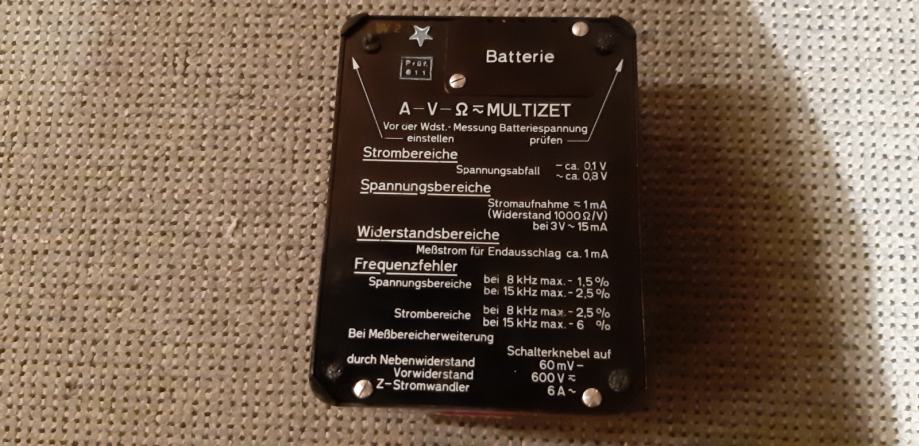 Prüf.
611
Batterie
A-V-Ω≂MULTIZET
Vor der Wdst.-Messung Batteriespannung
einstellen prüfen
Strombereiche
Spannungsabfall - ca. 0,1 V
~ ca. 0,8 V
Spannungsbereiche
Stromaufnahme ≂ 1 mA
(Widerstand 1000 Ω/V)
bei 3V ~ 15 mA
Widerstandsbereiche
Meßstrom für Endausschlag ca. 1 mA
Frequenzfehler
Spannungsbereiche bei 8 kHz max. - 1,5 %
bei 15 kHz max. - 2,5 %
Strombereiche bei 8 kHz max. - 2,5 %
bei 15 kHz max. - 6 %
Bei Meßbereicherweiterung
Schalterknebel auf
durch Nebenwiderstand 60 mV -
Vorwiderstand 600 V ≂
Z-Stromwandler 6 A ~